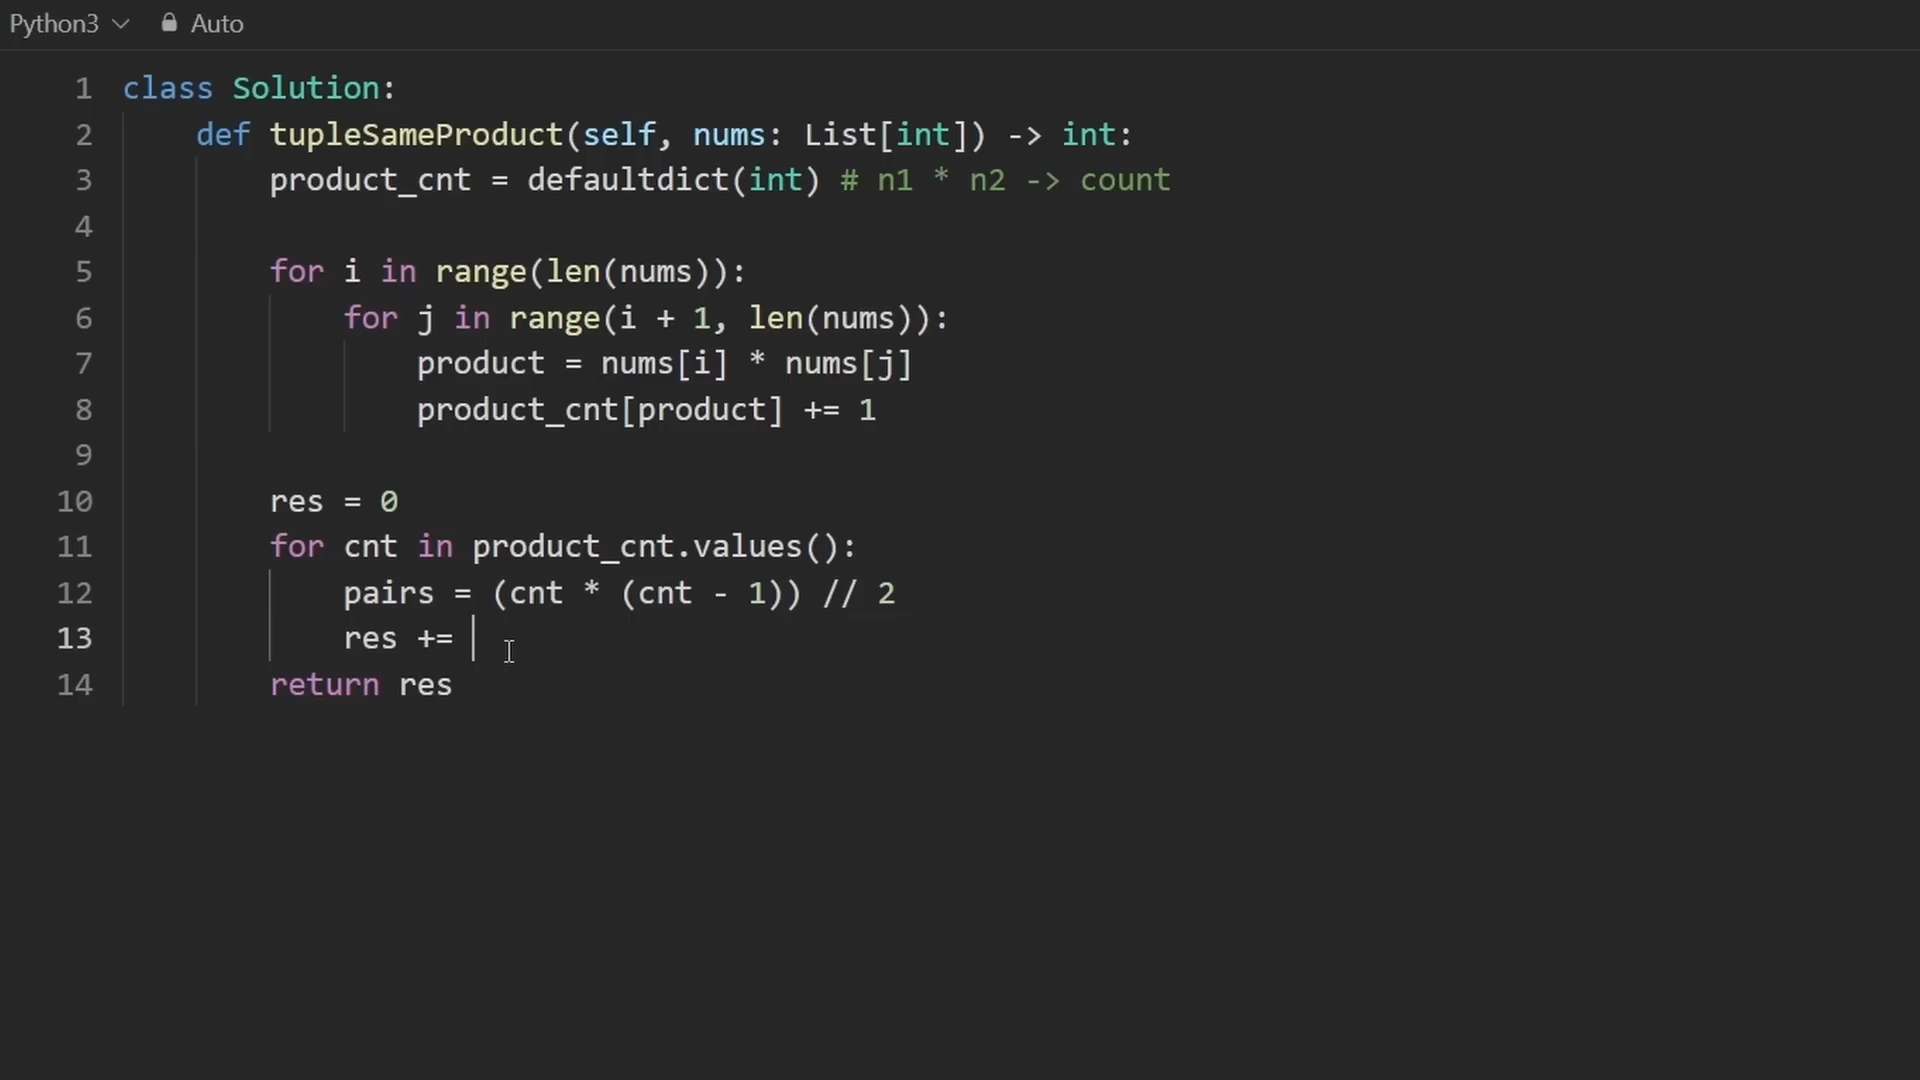 Python3 Auto
1 class Solution:
2 def tupleSameProduct(self, nums: List[int]) -> int:
3 product_cnt = defaultdict(int) # n1 * n2 -> count
4
5 for i in range(len(nums)):
6 for j in range(i + 1, len(nums)):
7 product = nums[i] * nums[j]
8 product_cnt[product] += 1
9
10 res = 0
11 for cnt in product_cnt.values():
12 pairs = (cnt * (cnt - 1)) // 2
13 res +=
14 return res